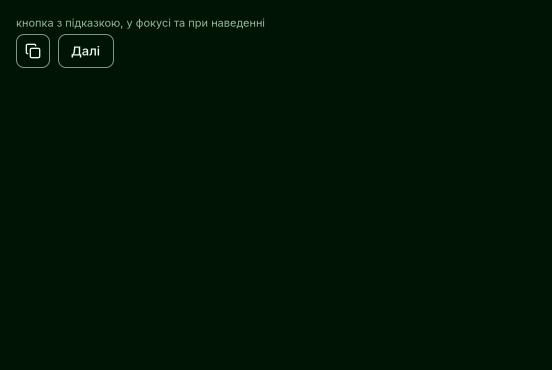 кнопка з підказкою, у фокусі та при наведенні
Далі